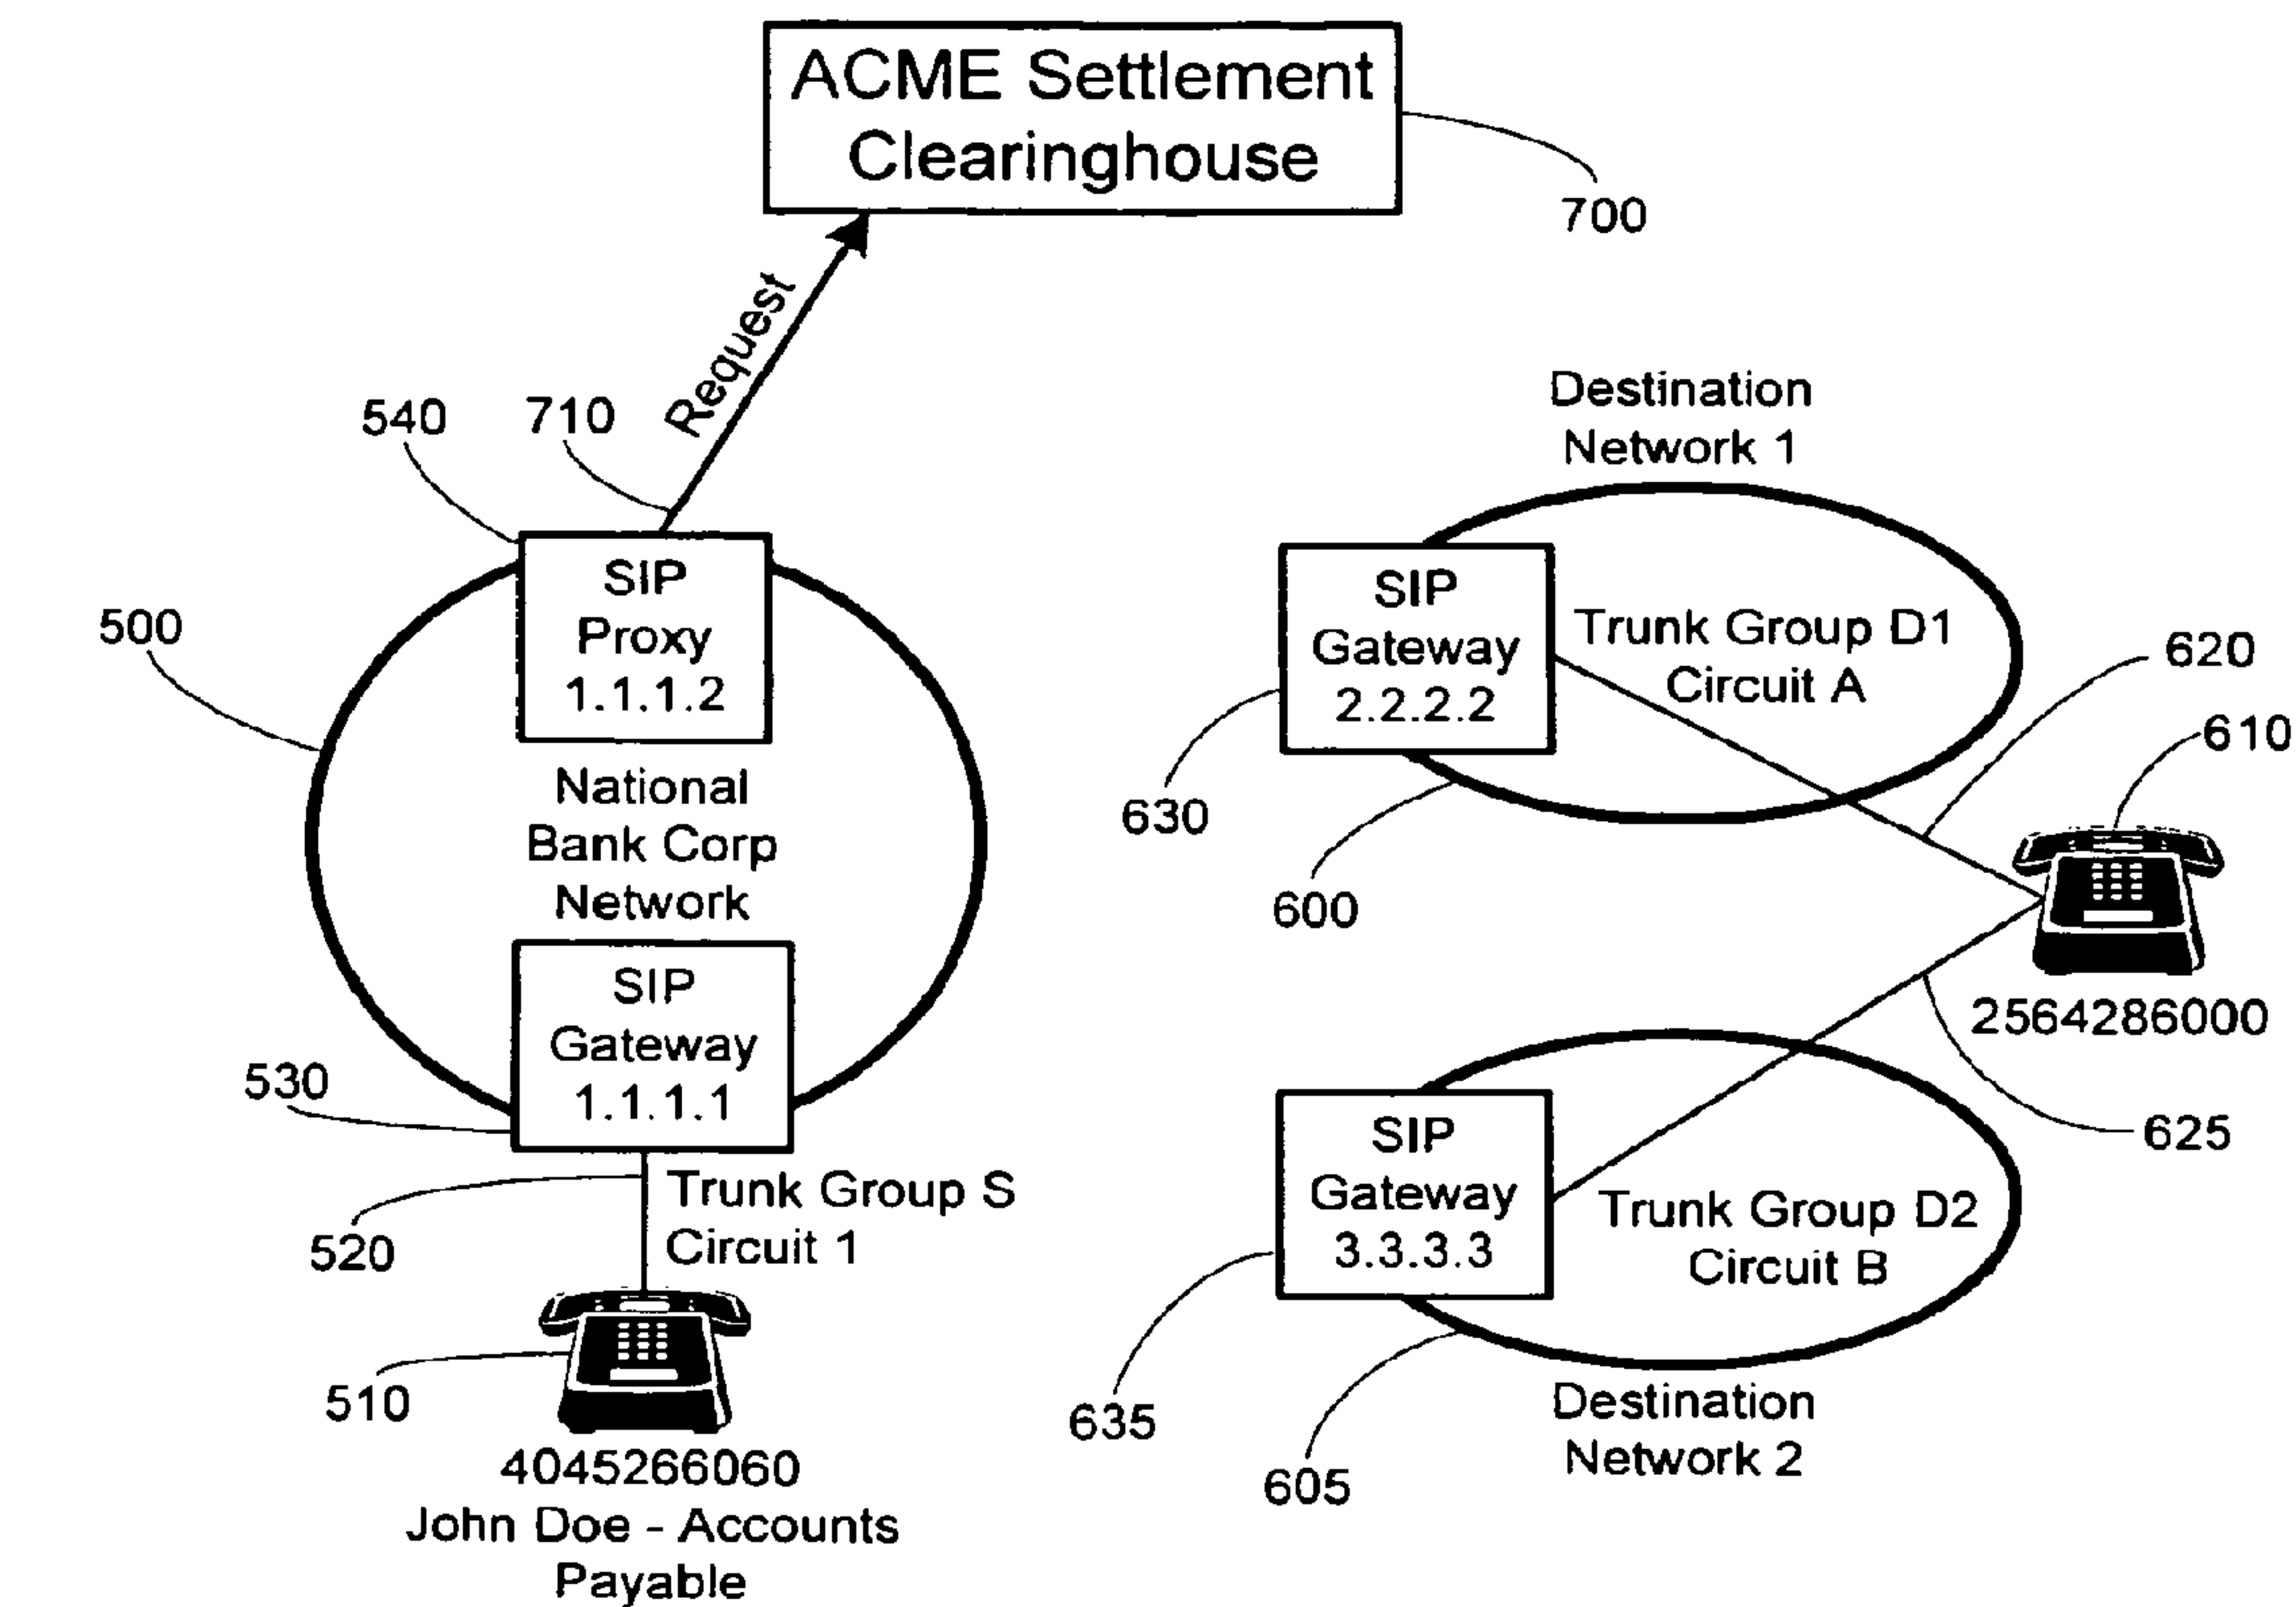 ACME Settlement
Clearinghouse
700
Request
540
710
Destination
Network 1
500
SIP
Proxy
1.1.1.2
SIP
Gateway
2.2.2.2
Trunk Group D1
Circuit A
620
610
630
600
National
Bank Corp
Network
2564286000
SIP
Gateway
1.1.1.1
530
SIP
Gateway
3.3.3.3
625
Trunk Group D2
Circuit B
Trunk Group S
Circuit 1
520
510
635
605
Destination
Network 2
4045266060
John Doe - Accounts
Payable